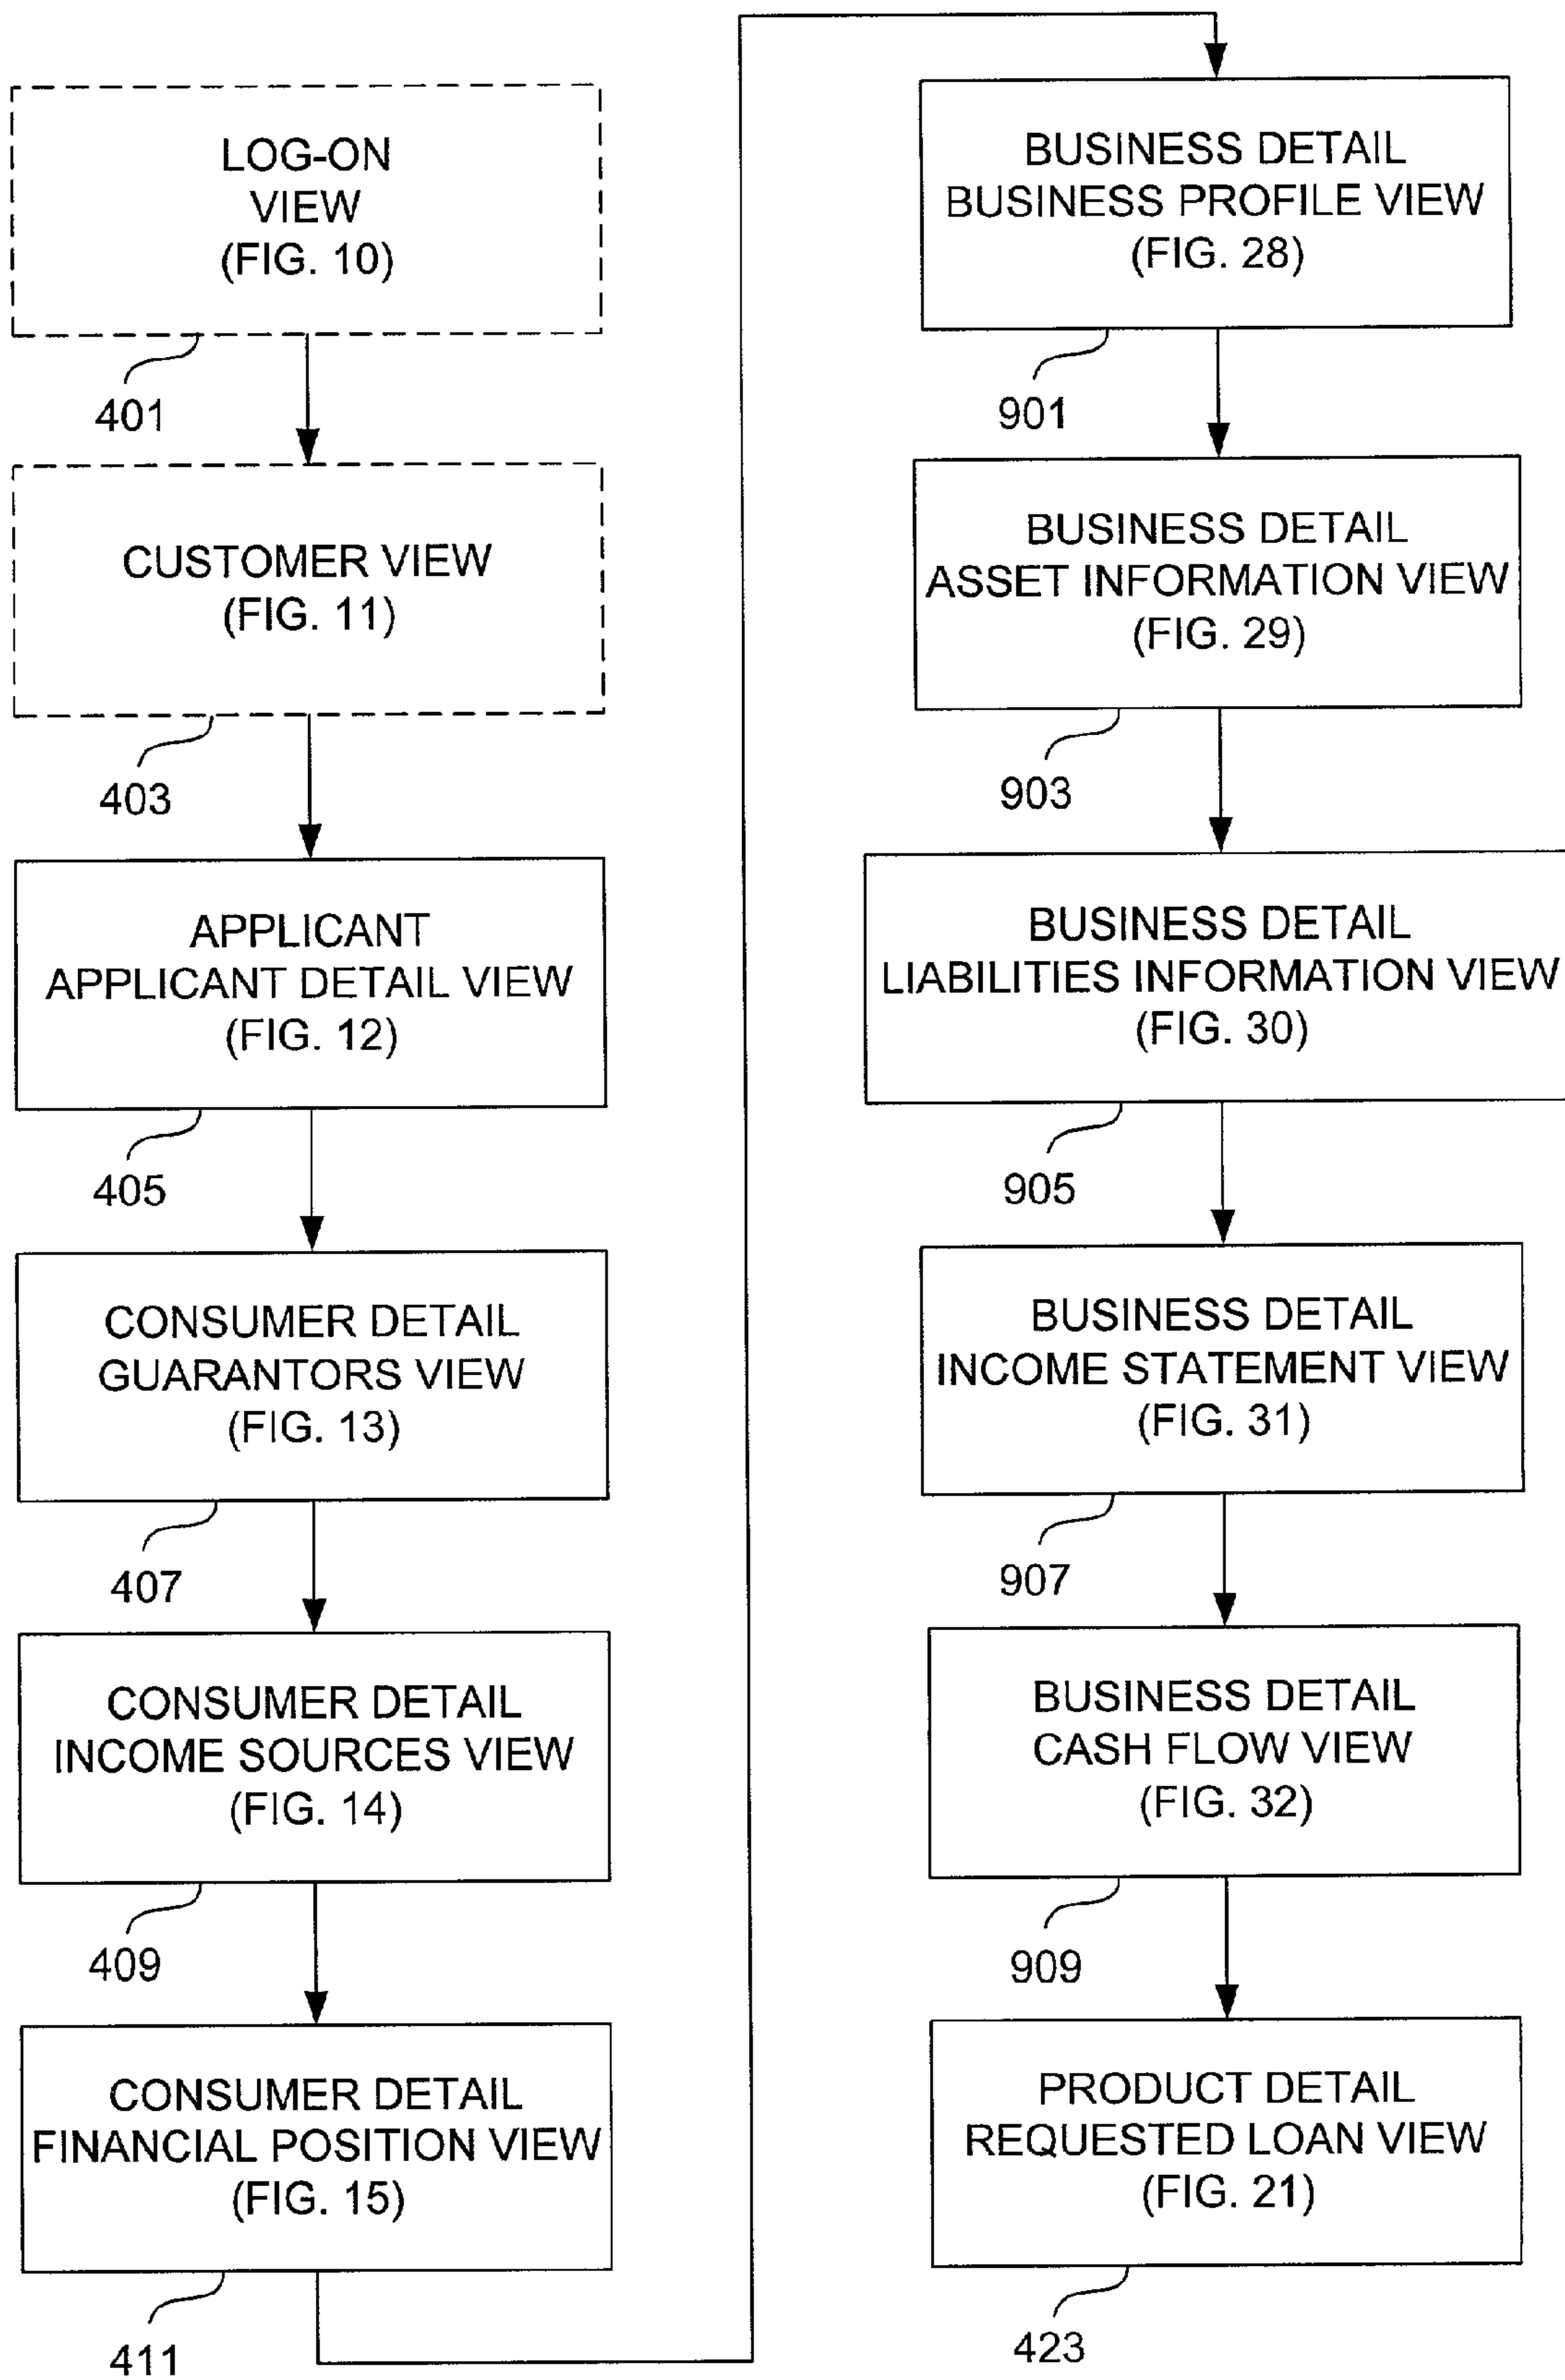 LOG-ON
VIEW
(FIG. 10)
401
CUSTOMER VIEW
(FIG. 11)
403
APPLICANT
APPLICANT DETAIL VIEW
(FIG. 12)
405
CONSUMER DETAIL
GUARANTORS VIEW
(FIG. 13)
407
CONSUMER DETAIL
INCOME SOURCES VIEW
(FIG. 14)
409
CONSUMER DETAIL
FINANCIAL POSITION VIEW
(FIG. 15)
411
BUSINESS DETAIL
BUSINESS PROFILE VIEW
(FIG. 28)
901
BUSINESS DETAIL
ASSET INFORMATION VIEW
(FIG. 29)
903
BUSINESS DETAIL
LIABILITIES INFORMATION VIEW
(FIG. 30)
905
BUSINESS DETAIL
INCOME STATEMENT VIEW
(FIG. 31)
907
BUSINESS DETAIL
CASH FLOW VIEW
(FIG. 32)
909
PRODUCT DETAIL
REQUESTED LOAN VIEW
(FIG. 21)
423